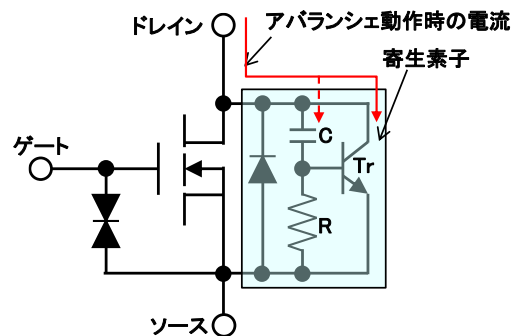 ドレイン
アバランシェ動作時の電流
寄生素子
ゲート
C
Tr
R
ソース